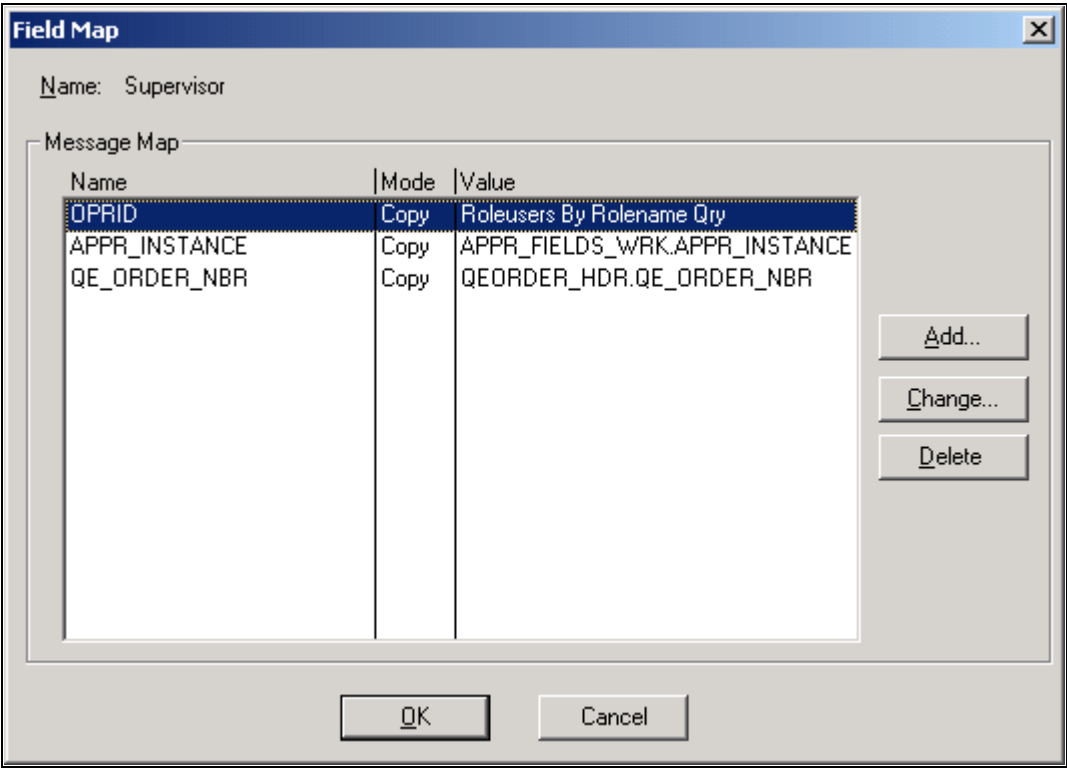 Field Map
Name: Supervisor
Message Map
Name Mode Value
OPRID Copy Roleusers By Rolename Qry
APPR_INSTANCE Copy APPR_FIELDS_WRK.APPR_INSTANCE
QE_ORDER_NBR Copy QEORDER_HDR.QE_ORDER_NBR
Add...
Change...
Delete
OK Cancel